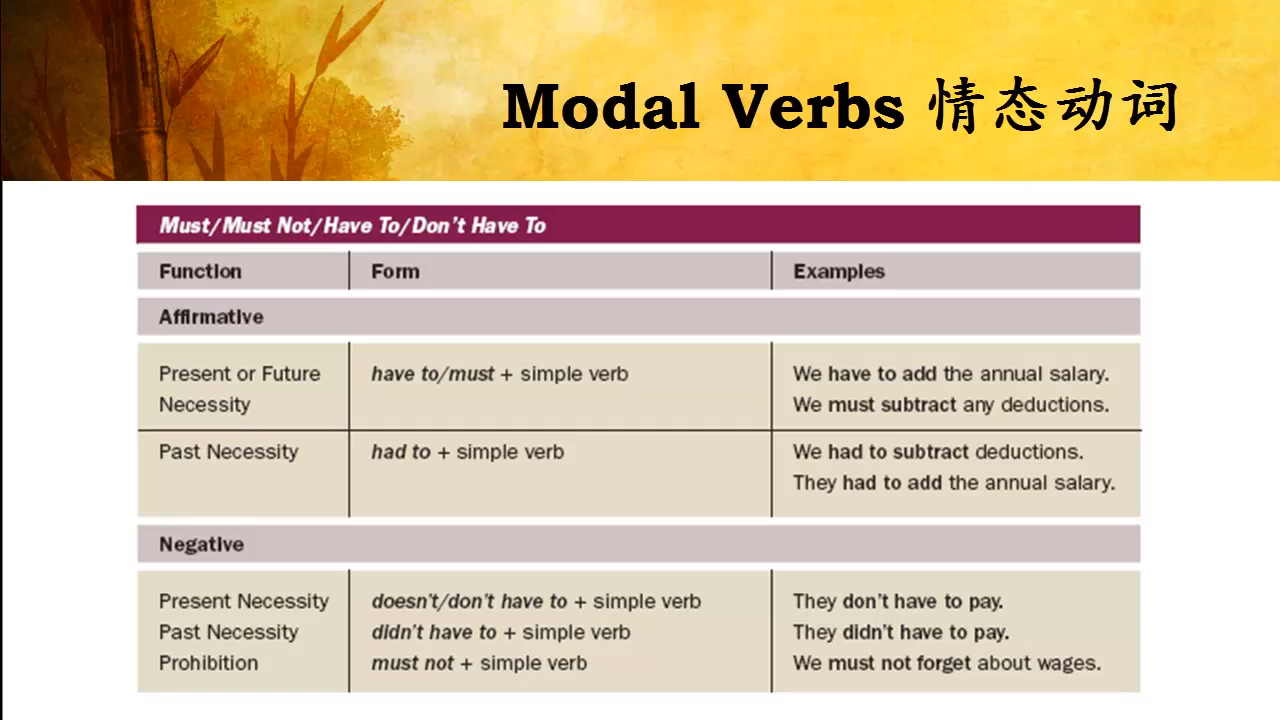 Modal Verbs 情态动词
Must/Must Not/Have To/Don't Have To
Function Form Examples
Affirmative
Present or Future have to/must + simple verb We have to add the annual salary.
Necessity We must subtract any deductions.
Past Necessity had to + simple verb We had to subtract deductions.
They had to add the annual salary.
Negative
Present Necessity doesn't/don't have to + simple verb They don't have to pay.
Past Necessity didn't have to + simple verb They didn't have to pay.
Prohibition must not + simple verb We must not forget about wages.